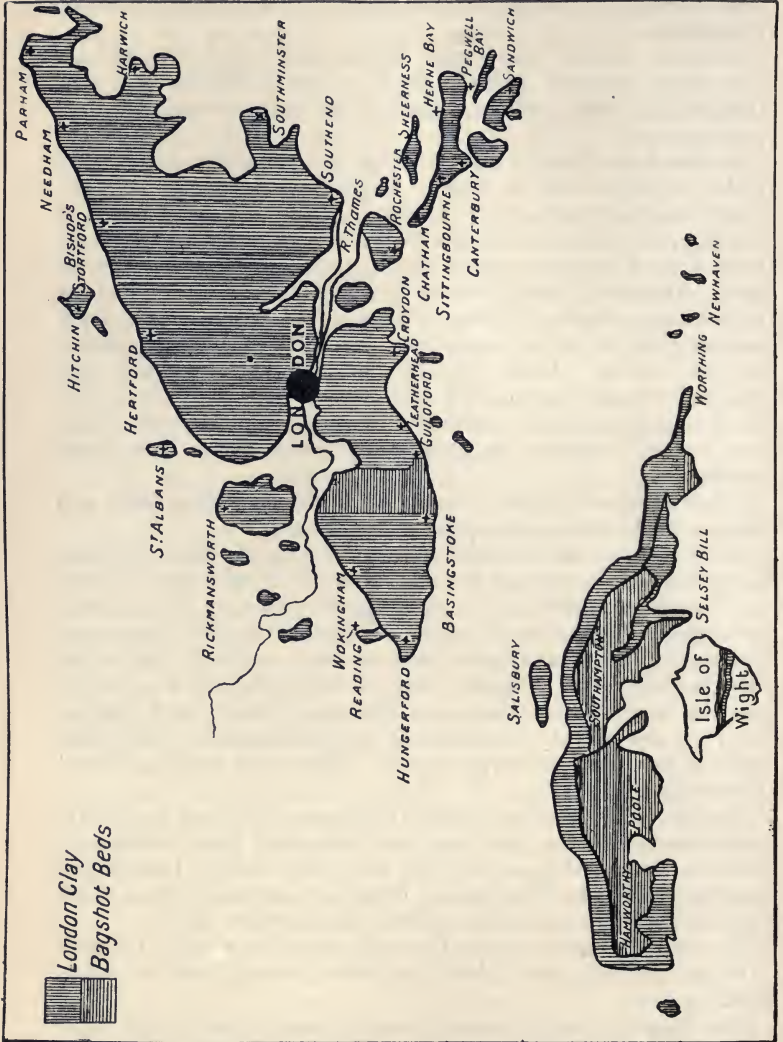 London Clay
Bagshot Beds
PARHAM
NEEDHAM
HARWICH
BISHOP'S
STORTFORD
HITCHIN
HERTFORD
ST ALBANS
RICKMANSWORTH
SOUTHMINSTER
SOUTHEND
R. Thames
LONDON
ROCHESTER
SHEERNESS
HERNE BAY
PEGWELL
BAY
SANDWICH
CHATHAM
SITTINGBOURNE
CANTERBURY
CROYDON
LEATHERHEAD
GUILDFORD
WOKINGHAM
READING
HUNGERFORD
BASINGSTOKE
SALISBURY
SOUTHAMPTON
HAMWORTHY
POOLE
Isle of
Wight
SELSEY BILL
WORTHING
NEWHAVEN